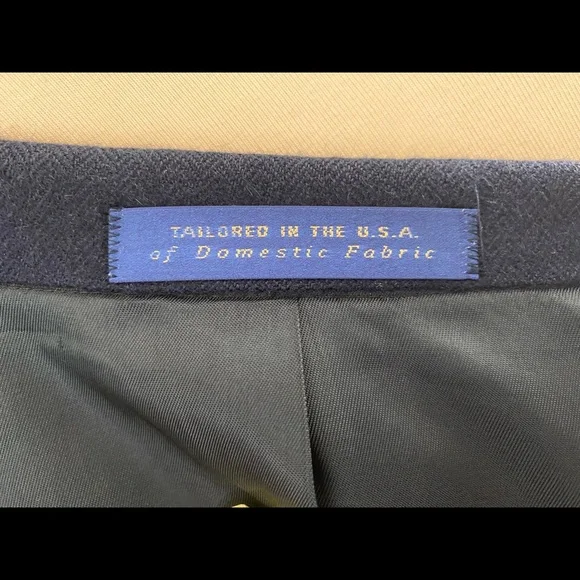 TAILORED IN THE U.S.A.
of Domestic Fabric